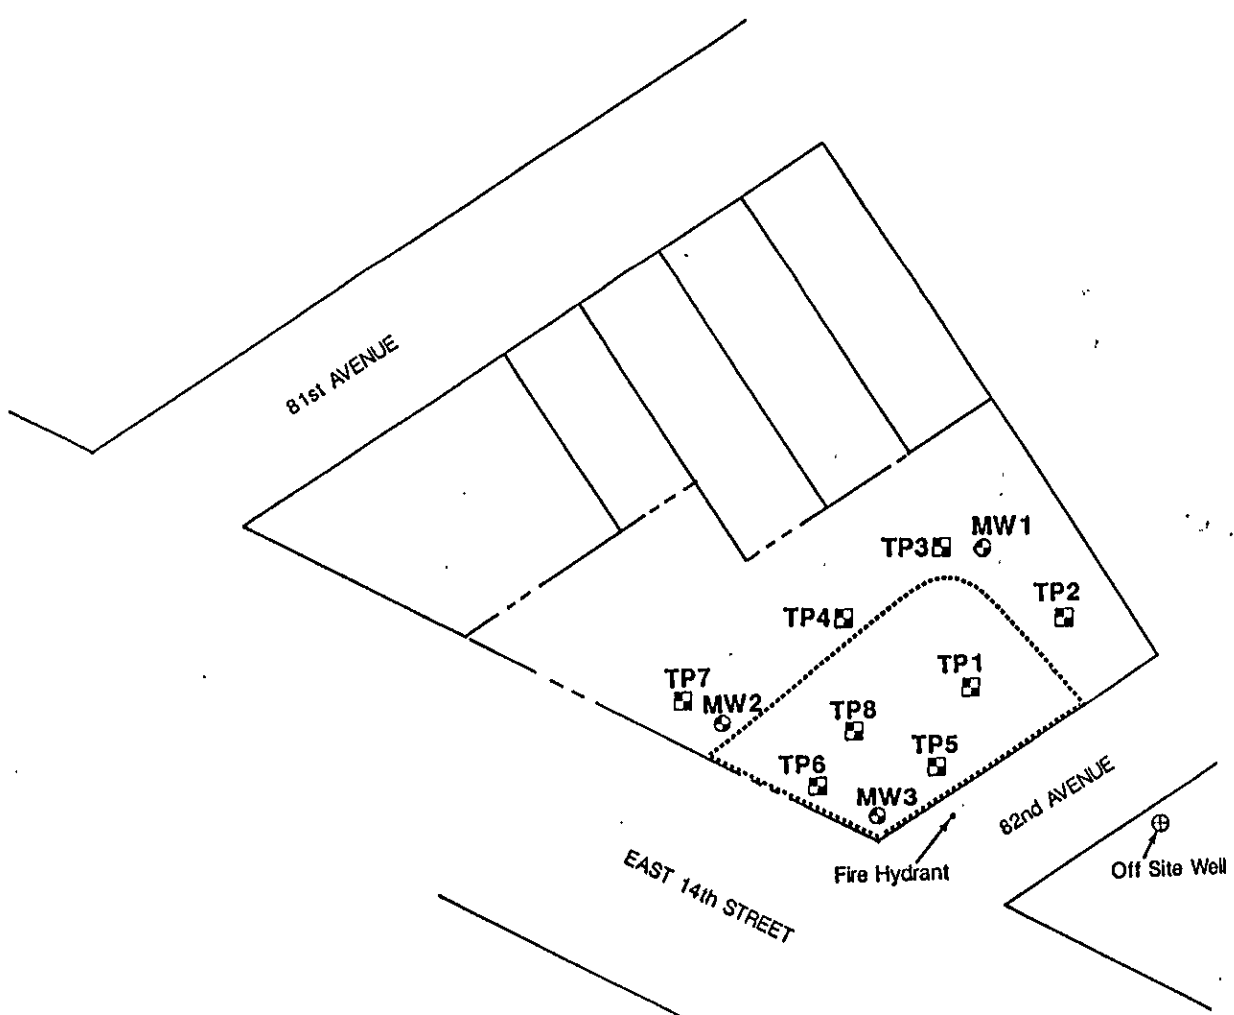 81st AVENUE
MW1
TP3
TP2
TP4
TP1
TP7
MW2
TP8
TP5
TP6
MW3
82nd AVENUE
EAST 14th STREET
Fire Hydrant
Off Site Well